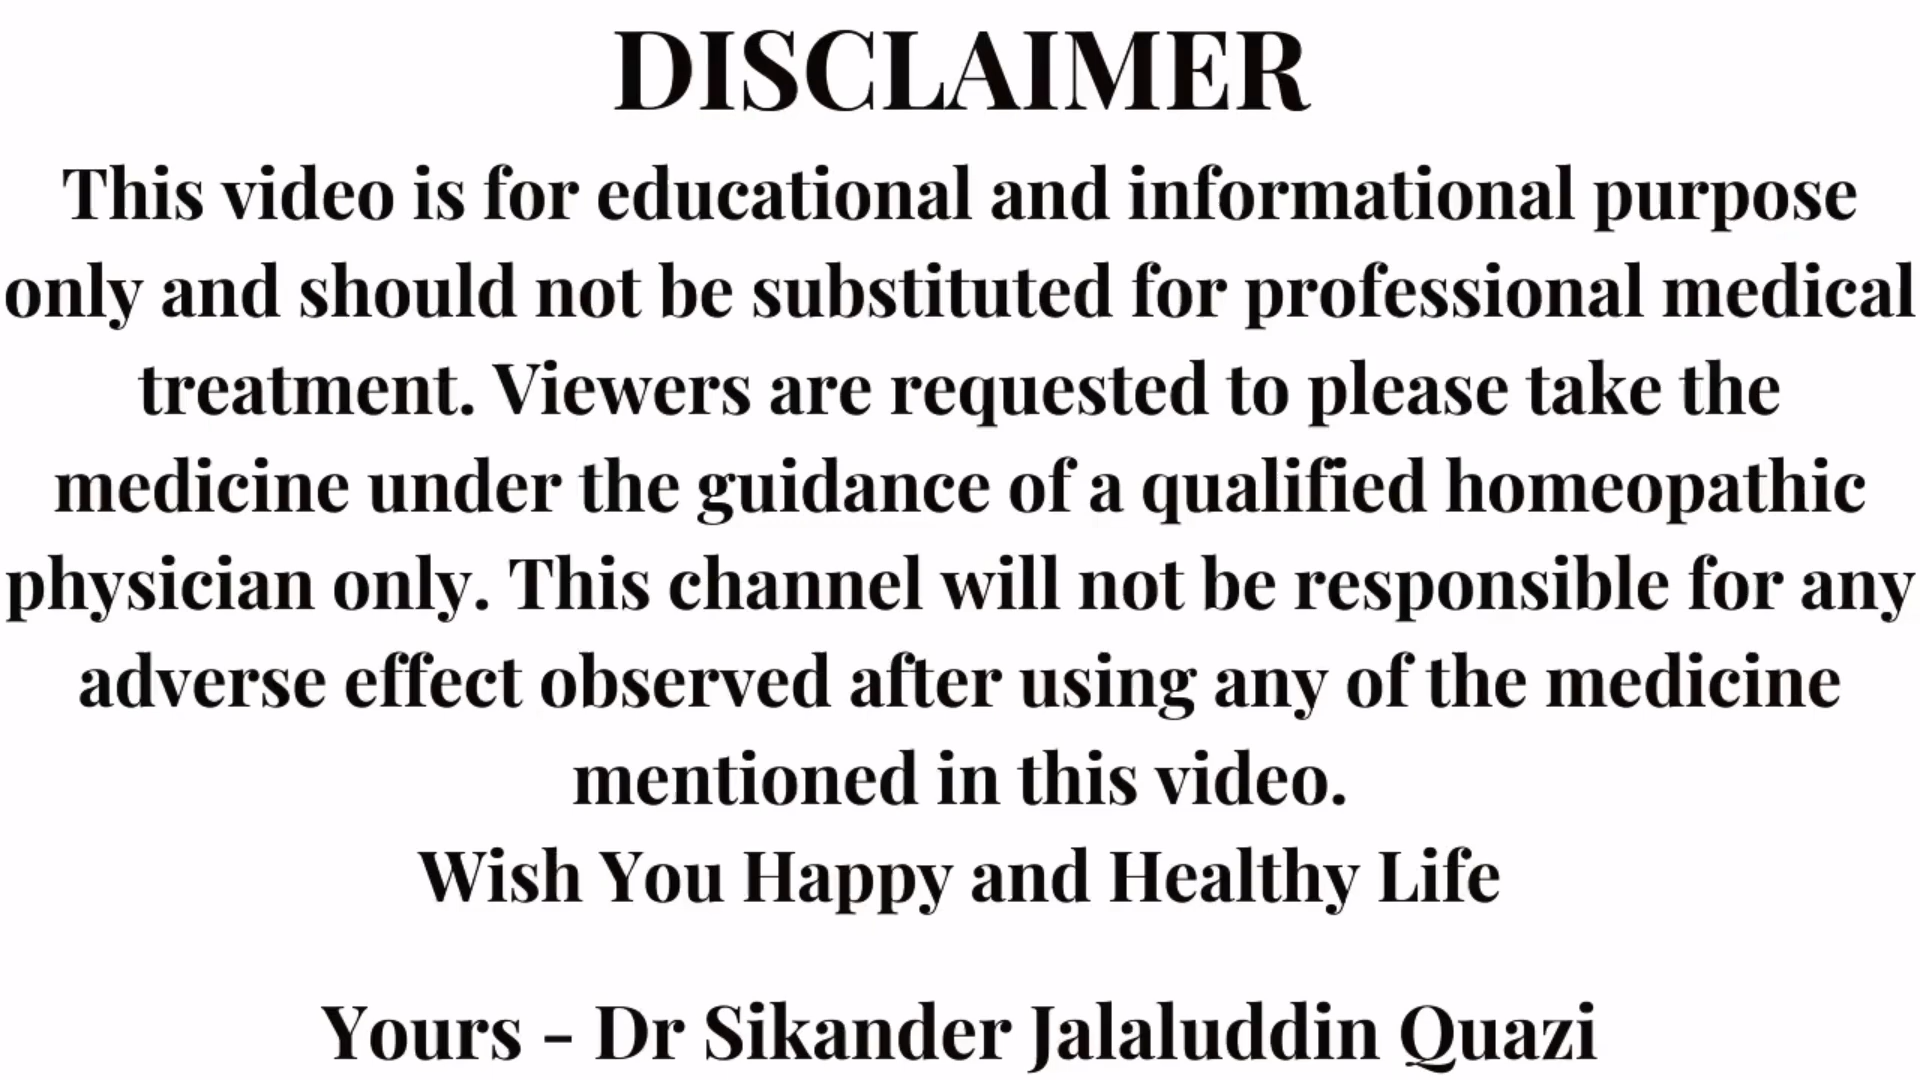 DISCLAIMER
This video is for educational and informational purpose
only and should not be substituted for professional medical
treatment. Viewers are requested to please take the
medicine under the guidance of a qualified homeopathic
physician only. This channel will not be responsible for any
adverse effect observed after using any of the medicine
mentioned in this video.
Wish You Happy and Healthy Life
Yours - Dr Sikander Jalaluddin Quazi